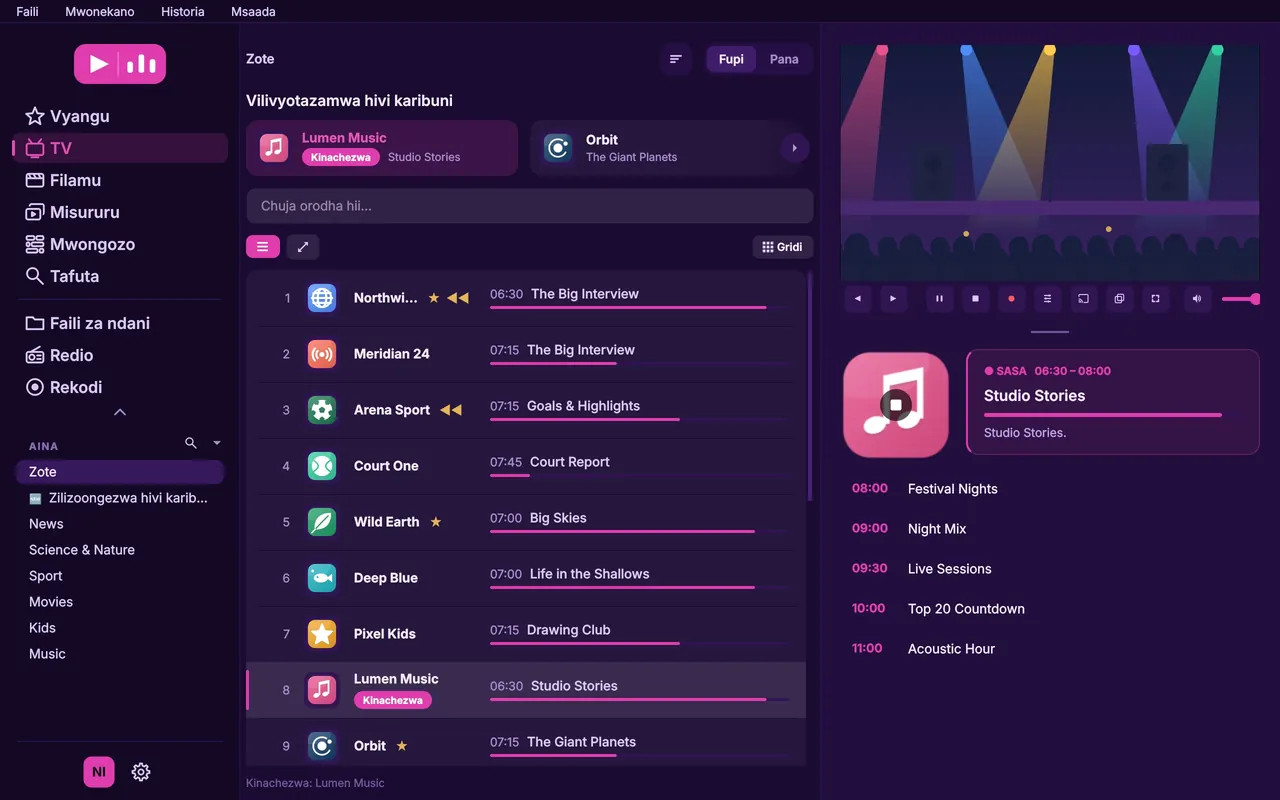 Faili Mwonekano Historia Msaada
Vyangu
TV
Filamu
Misururu
Mwongozo
Tafuta
Faili za ndani
Redio
Rekodi
AINA
Zote
Zilizoongezwa hivi karib...
News
Science & Nature
Sport
Movies
Kids
Music
NI
Zote
Fupi Pana
Vilivyotazamwa hivi karibuni
Lumen Music
Kinachezwa Studio Stories
Orbit
The Giant Planets
Chuja orodha hii...
Gridi
1 Northwi... 06:30 The Big Interview
2 Meridian 24 07:15 The Big Interview
3 Arena Sport 07:15 Goals & Highlights
4 Court One 07:45 Court Report
5 Wild Earth 07:00 Big Skies
6 Deep Blue 07:00 Life in the Shallows
7 Pixel Kids 07:15 Drawing Club
8 Lumen Music 06:30 Studio Stories
Kinachezwa
9 Orbit 07:15 The Giant Planets
Kinachezwa: Lumen Music
SASA 06:30 – 08:00
Studio Stories
Studio Stories.
08:00 Festival Nights
09:00 Night Mix
09:30 Live Sessions
10:00 Top 20 Countdown
11:00 Acoustic Hour